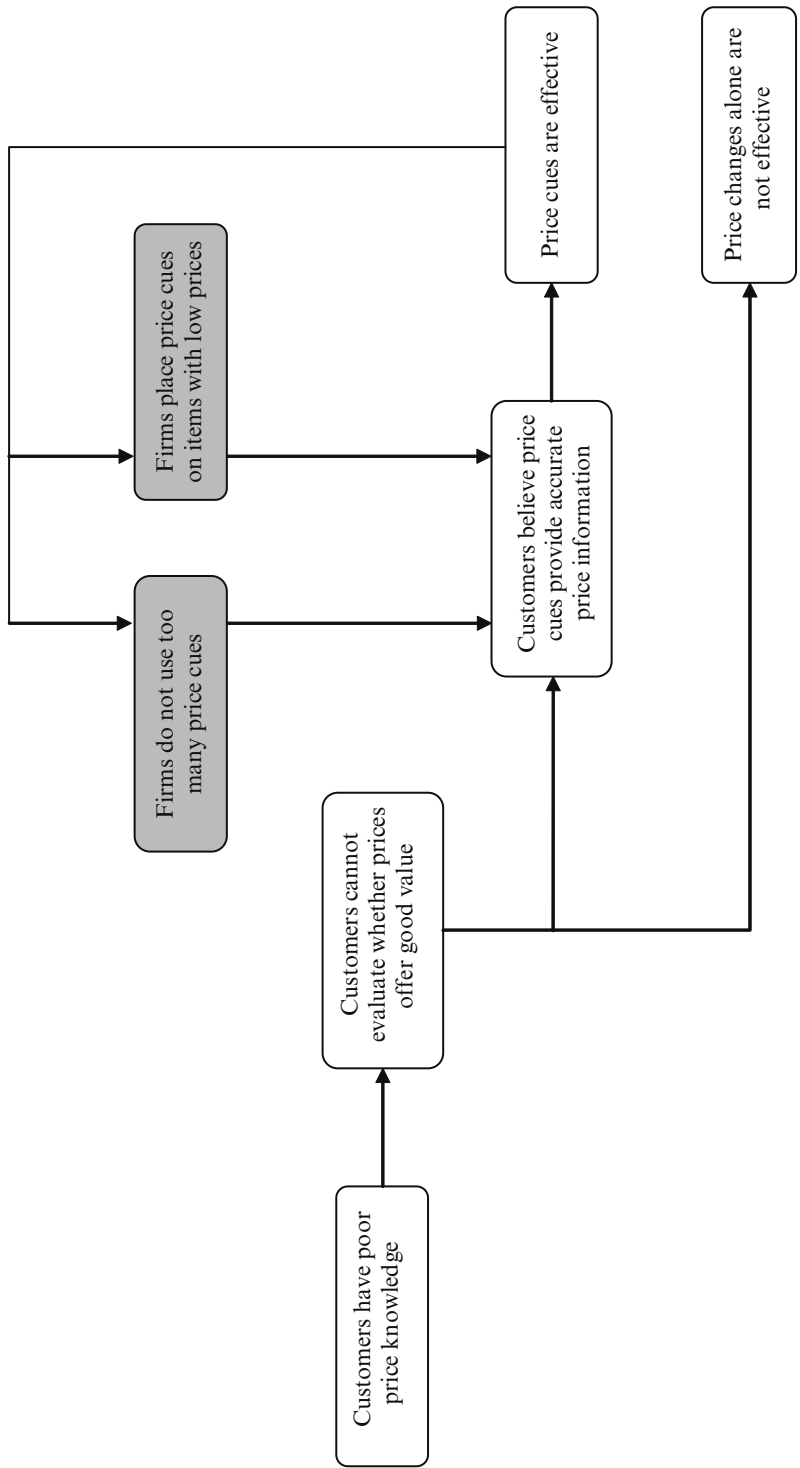 Customers have poor
price knowledge
Customers cannot
evaluate whether prices
offer good value
Firms do not use too
many price cues
Firms place price cues
on items with low prices
Customers believe price
cues provide accurate
price information
Price cues are effective
Price changes alone are
not effective